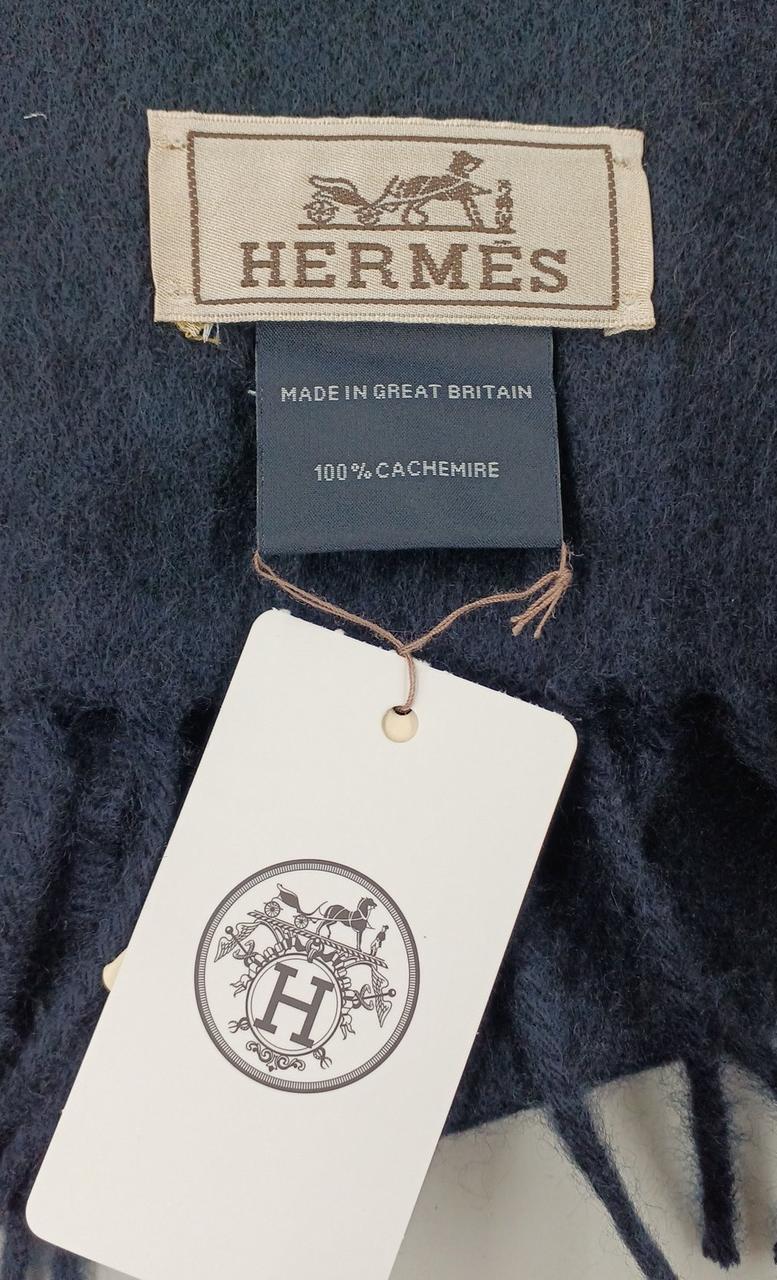 HERMÈS
MADE IN GREAT BRITAIN
100% CACHEMIRE
H